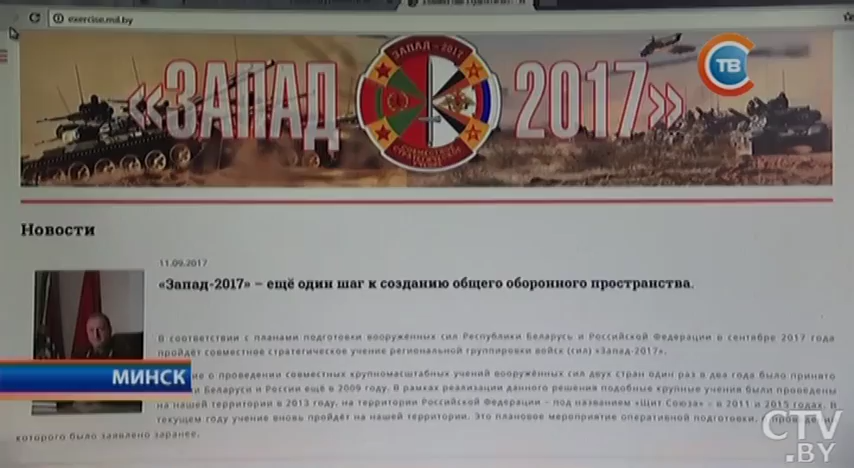 exercise.mil.by
«ЗАПАД 2017»
ЗАПАД - 2017
СОВМЕСТНОЕ СТРАТЕГИЧЕСКОЕ УЧЕНИЕ
СТВ
Новости
11.09.2017
«Запад-2017» – ещё один шаг к созданию общего оборонного пространства.
В соответствии с планами подготовки вооружённых сил Республики Беларусь и Российской Федерации в сентябре 2017 года
пройдёт совместное стратегическое учение региональной группировки войск (сил) «Запад-2017».
о проведении совместных крупномасштабных учений вооружённых сил двух стран один раз в два года было принято
Беларуси и России ещё в 2009 году. В рамках реализации данного решения подобные крупные учения были проведены
на нашей территории в 2013 году, на территории Российской Федерации – под названием «Щит Союза» – в 2011 и 2015 годах. В
текущем году учение вновь пройдёт на нашей территории. Это плановое мероприятие оперативной подготовки, о
которого было заявлено заранее.
МИНСК
CTV
.BY